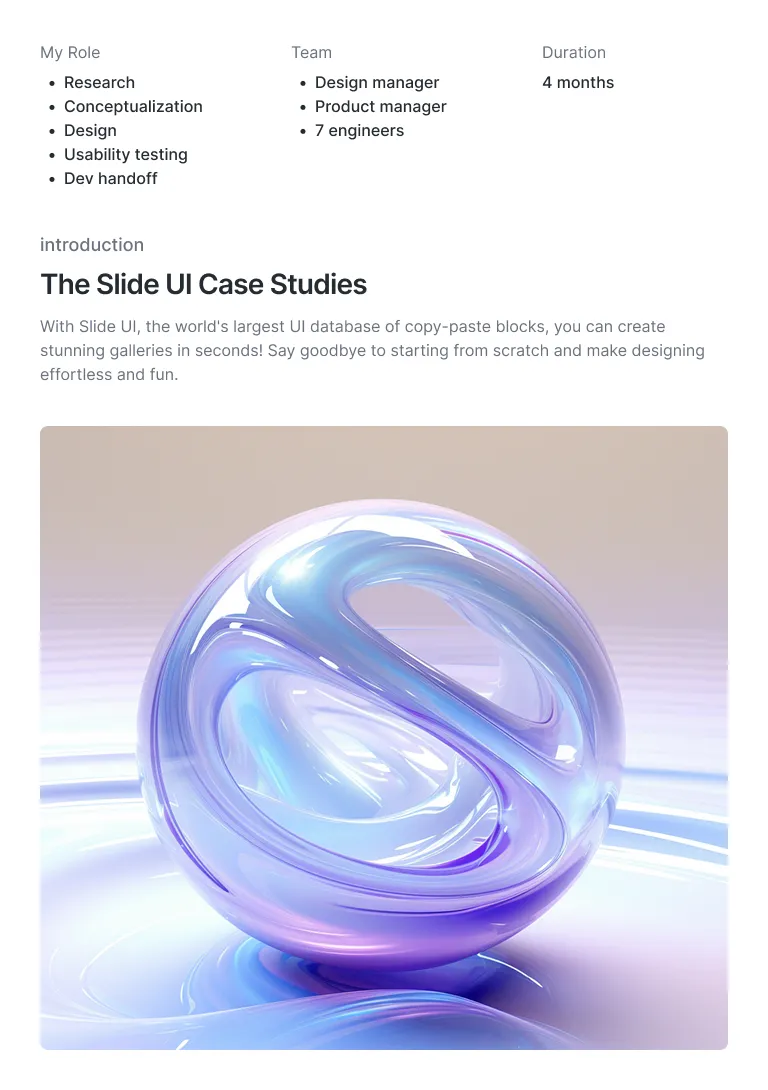 My Role
• Research
• Conceptualization
• Design
• Usability testing
• Dev handoff
Team
• Design manager
• Product manager
• 7 engineers
Duration
4 months
introduction
The Slide UI Case Studies
With Slide UI, the world's largest UI database of copy-paste blocks, you can create
stunning galleries in seconds! Say goodbye to starting from scratch and make designing
effortless and fun.